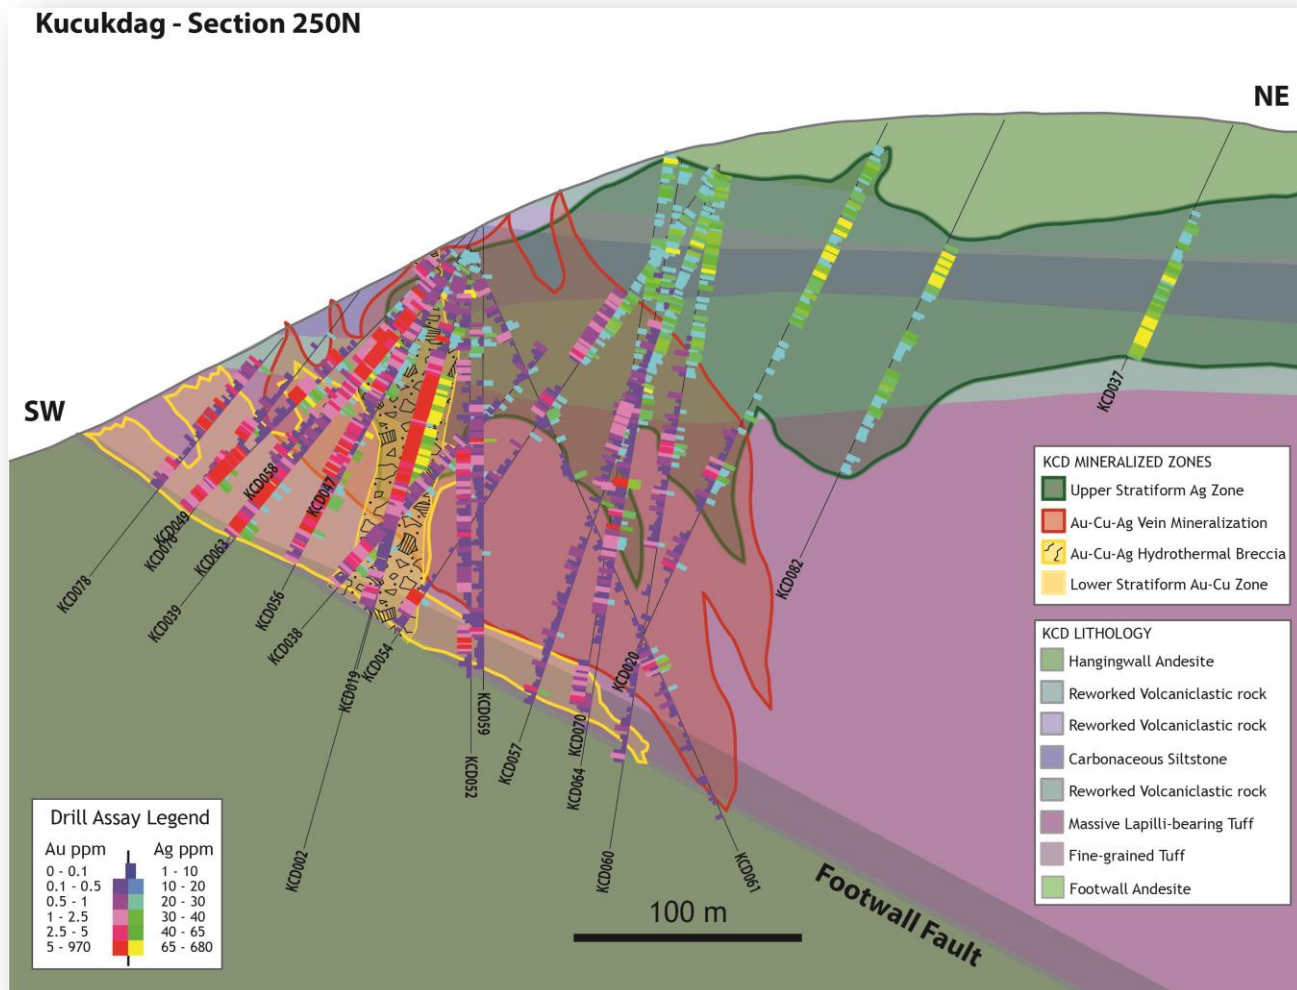 Kucukdag - Section 250N
NE
SW
KCD037
KCD058
KCD047
KCD049
KCD078
KCD063
KCD039
KCD056
KCD038
KCD082
KCD054
KCD019
KCD020
KCD059
KCD070
KCD057
KCD052
KCD064
KCD002
KCD060
KCD061
Footwall Fault
100 m
KCD MINERALIZED ZONES
Upper Stratiform Ag Zone
Au-Cu-Ag Vein Mineralization
Au-Cu-Ag Hydrothermal Breccia
Lower Stratiform Au-Cu Zone
KCD LITHOLOGY
Hangingwall Andesite
Reworked Volcaniclastic rock
Reworked Volcaniclastic rock
Carbonaceous Siltstone
Reworked Volcaniclastic rock
Massive Lapilli-bearing Tuff
Fine-grained Tuff
Footwall Andesite
Drill Assay Legend
Au ppm Ag ppm
0 - 0.1 1 - 10
0.1 - 0.5 10 - 20
0.5 - 1 20 - 30
1 - 2.5 30 - 40
2.5 - 5 40 - 65
5 - 970 65 - 680